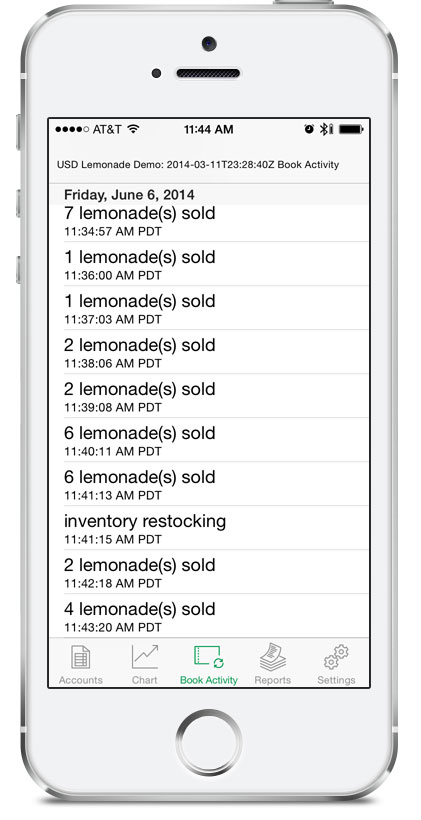 AT&T 11:44 AM
USD Lemonade Demo: 2014-03-11T23:28:40Z Book Activity
Friday, June 6, 2014
7 lemonade(s) sold
11:34:57 AM PDT
1 lemonade(s) sold
11:36:00 AM PDT
1 lemonade(s) sold
11:37:03 AM PDT
2 lemonade(s) sold
11:38:06 AM PDT
2 lemonade(s) sold
11:39:08 AM PDT
6 lemonade(s) sold
11:40:11 AM PDT
6 lemonade(s) sold
11:41:13 AM PDT
inventory restocking
11:41:15 AM PDT
2 lemonade(s) sold
11:42:18 AM PDT
4 lemonade(s) sold
11:43:20 AM PDT
Accounts Chart Book Activity Reports Settings